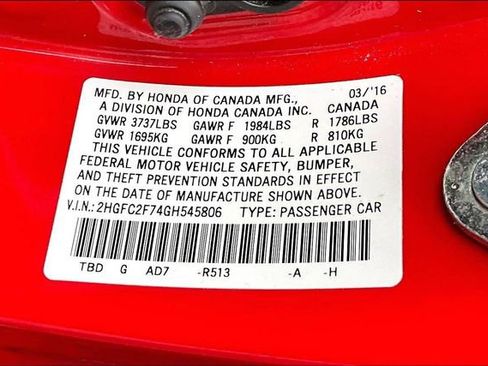 MFD. BY HONDA OF CANADA MFG., 03/'16
A DIVISION OF HONDA CANADA INC. CANADA
GVWR 3737LBS GAWR F 1984LBS R 1786LBS
GVWR 1695KG GAWR F 900KG R 810KG
THIS VEHICLE CONFORMS TO ALL APPLICABLE
FEDERAL MOTOR VEHICLE SAFETY, BUMPER,
AND THEFT PREVENTION STANDARDS IN EFFECT
ON THE DATE OF MANUFACTURE SHOWN ABOVE.
V.I.N.: 2HGFC2F74GH545806 TYPE: PASSENGER CAR
TBD G AD7 -R513 -A -H